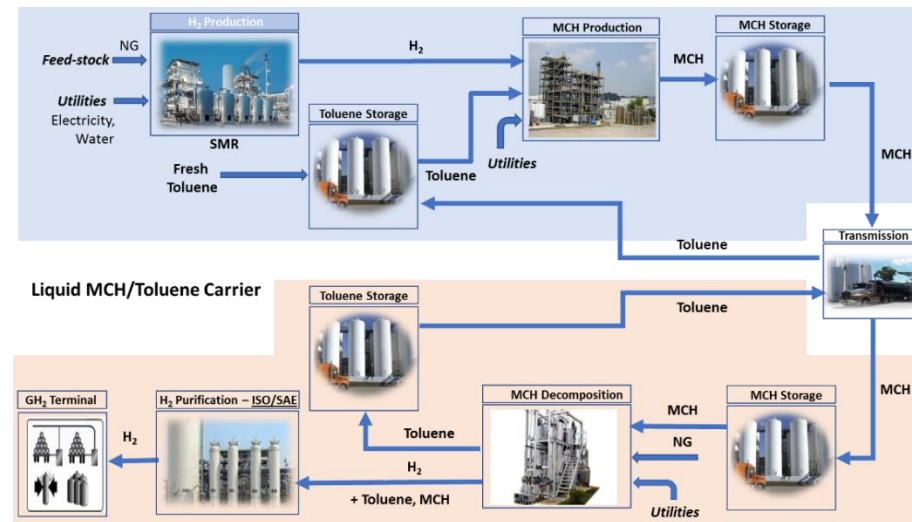 H₂ Production
MCH Production
MCH Storage
NG
Feed-stock
H₂
MCH
Utilities
Electricity,
Water
SMR
Toluene Storage
Fresh
Toluene
Toluene
Utilities
MCH
Toluene
Transmission
Liquid MCH/Toluene Carrier
Toluene Storage
Toluene
MCH
GH₂ Terminal
H₂ Purification – ISO/SAE
MCH Decomposition
MCH Storage
MCH
Toluene
NG
H₂
H₂
+ Toluene, MCH
Utilities